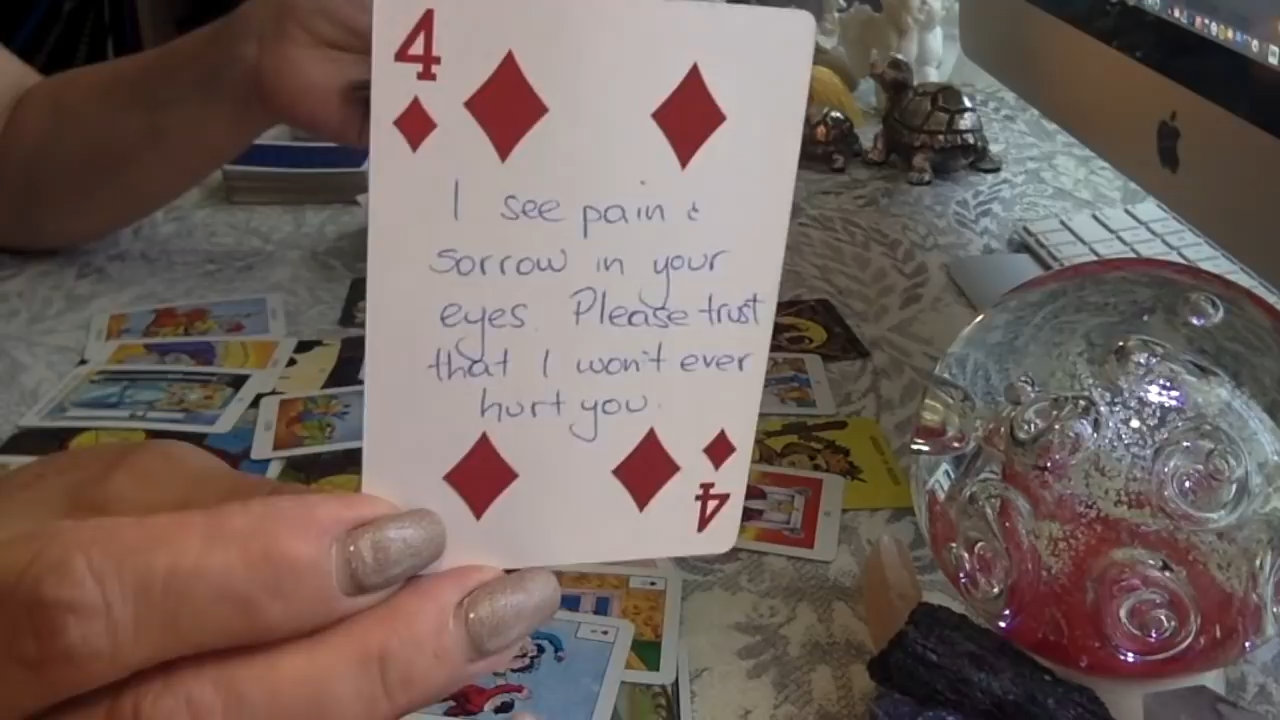 4
I see pain &
sorrow in your
eyes. Please trust
that I won't ever
hurt you.
4